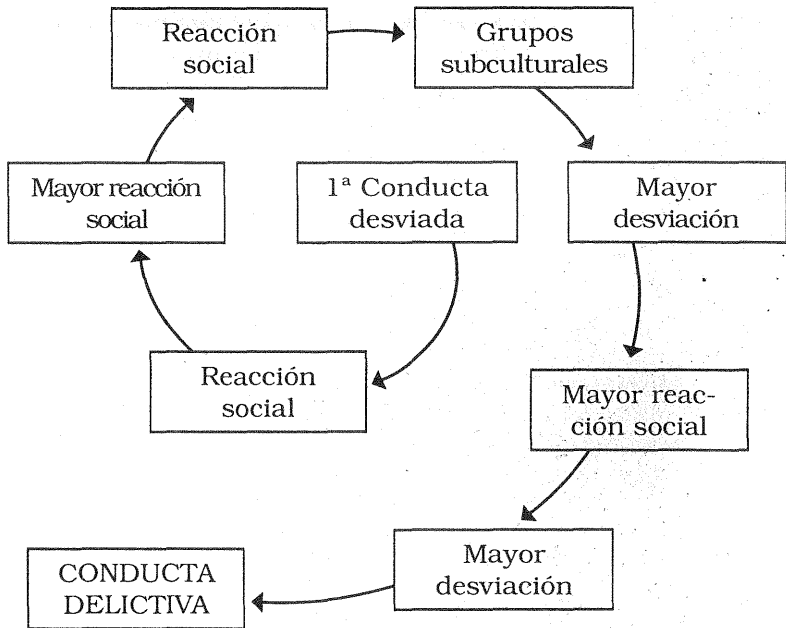 Reacción
social
Grupos
subculturales
Mayor reacción
social
1ª Conducta
desviada
Mayor
desviación
Reacción
social
Mayor reac-
ción social
Mayor
desviación
CONDUCTA
DELICTIVA